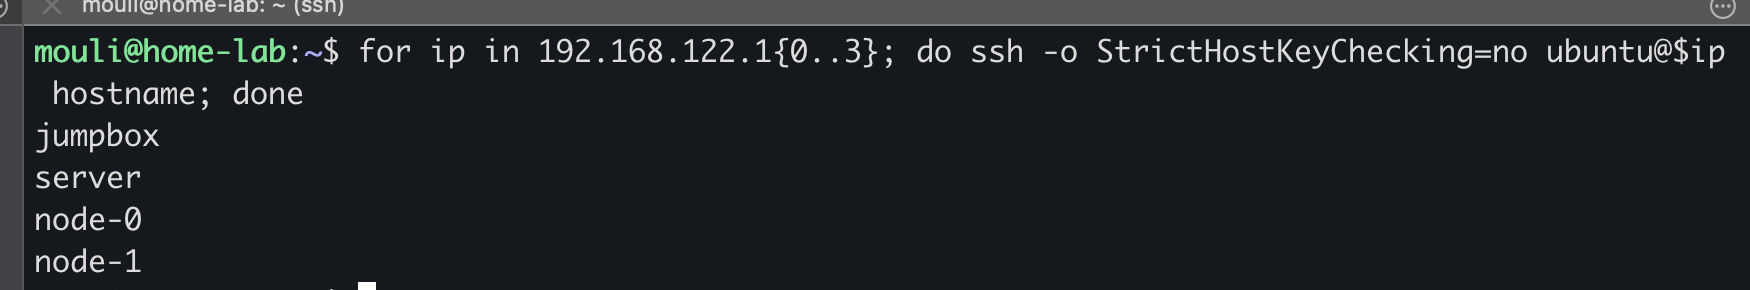 mouli@home-lab: ~ (ssh)
mouli@home-lab:~$ for ip in 192.168.122.1{0..3}; do ssh -o StrictHostKeyChecking=no ubuntu@$ip
 hostname; done
jumpbox
server
node-0
node-1